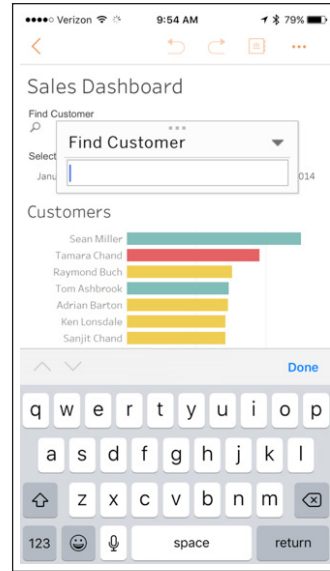 Verizon 9:54 AM 79%
Sales Dashboard
Find Customer
Find Customer
Select
Janu 014
Customers
Sean Miller
Tamara Chand
Raymond Buch
Tom Ashbrook
Adrian Barton
Ken Lonsdale
Sanjit Chand
Done
q w e r t y u i o p
a s d f g h j k l
z x c v b n m
123 space return